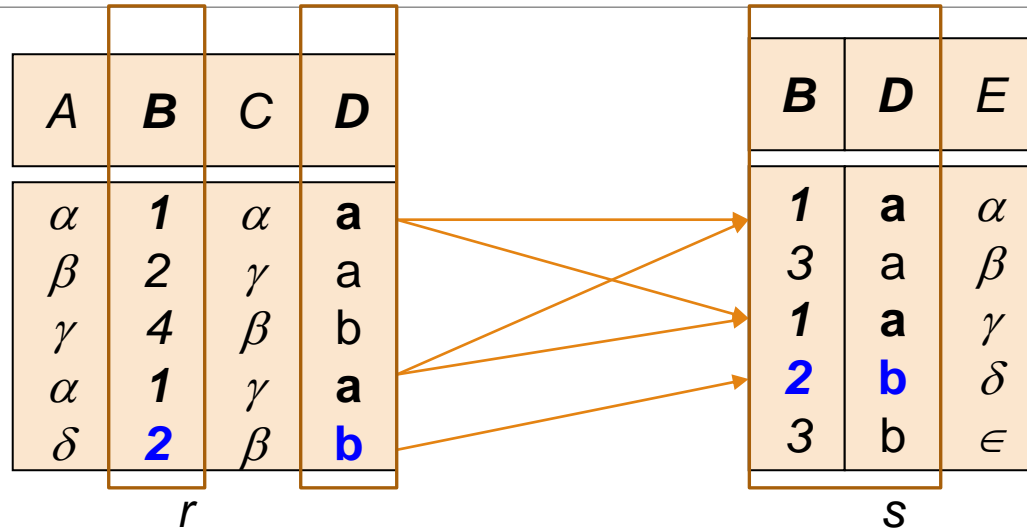 A B C D B D E
α 1 α a 1 a α
β 2 γ a 3 a β
γ 4 β b 1 a γ
α 1 γ a 2 b δ
δ 2 β b 3 b ∈
r s